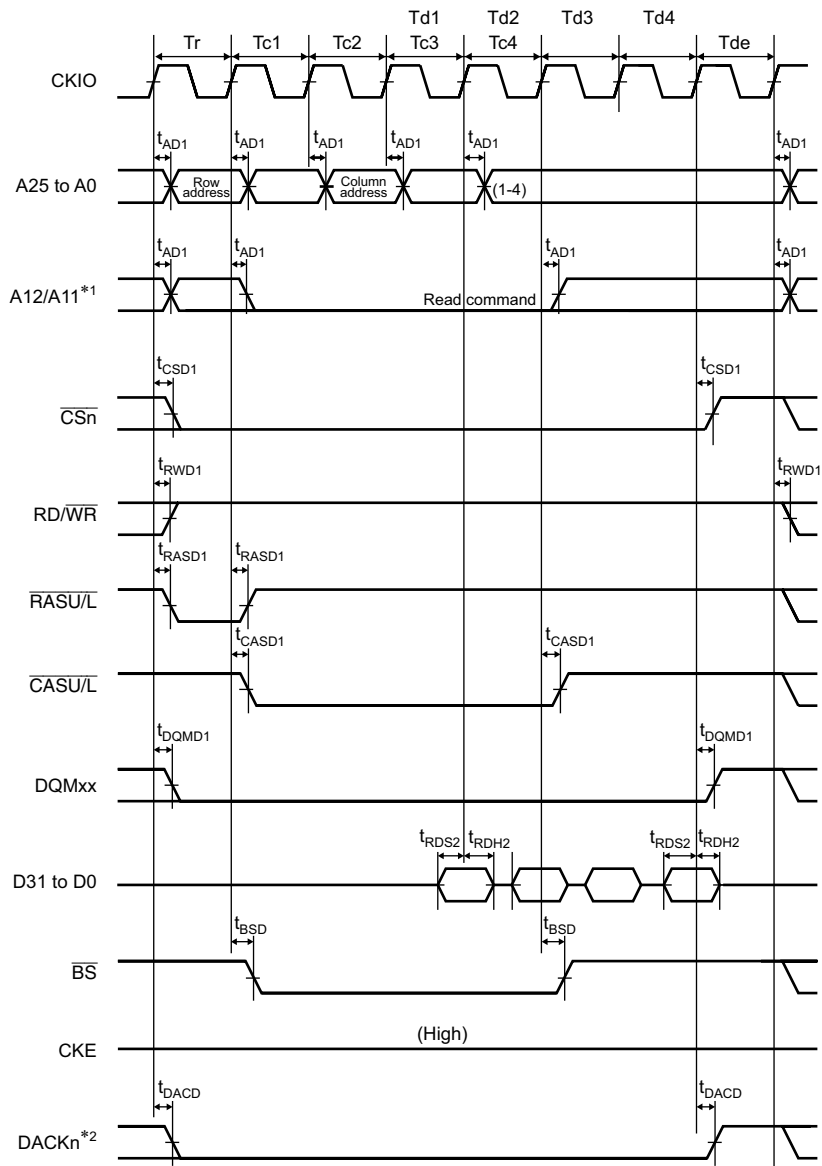 Td1 Td2 Td3 Td4
Tr Tc1 Tc2 Tc3 Tc4 Tde
CKIO
tAD1 tAD1 tAD1 tAD1 tAD1 tAD1
A25 to A0
Row address
Column address
(1-4)
tAD1 tAD1 tAD1 tAD1
A12/A11*1
Read command
tCSD1 tCSD1
CSn
tRWD1 tRWD1
RD/WR
tRASD1 tRASD1
RASU/L
tCASD1 tCASD1
CASU/L
tDQMD1 tDQMD1
DQMxx
tRDS2 tRDH2 tRDS2 tRDH2
D31 to D0
tBSD tBSD
BS
(High)
CKE
tDACD tDACD
DACKn*2